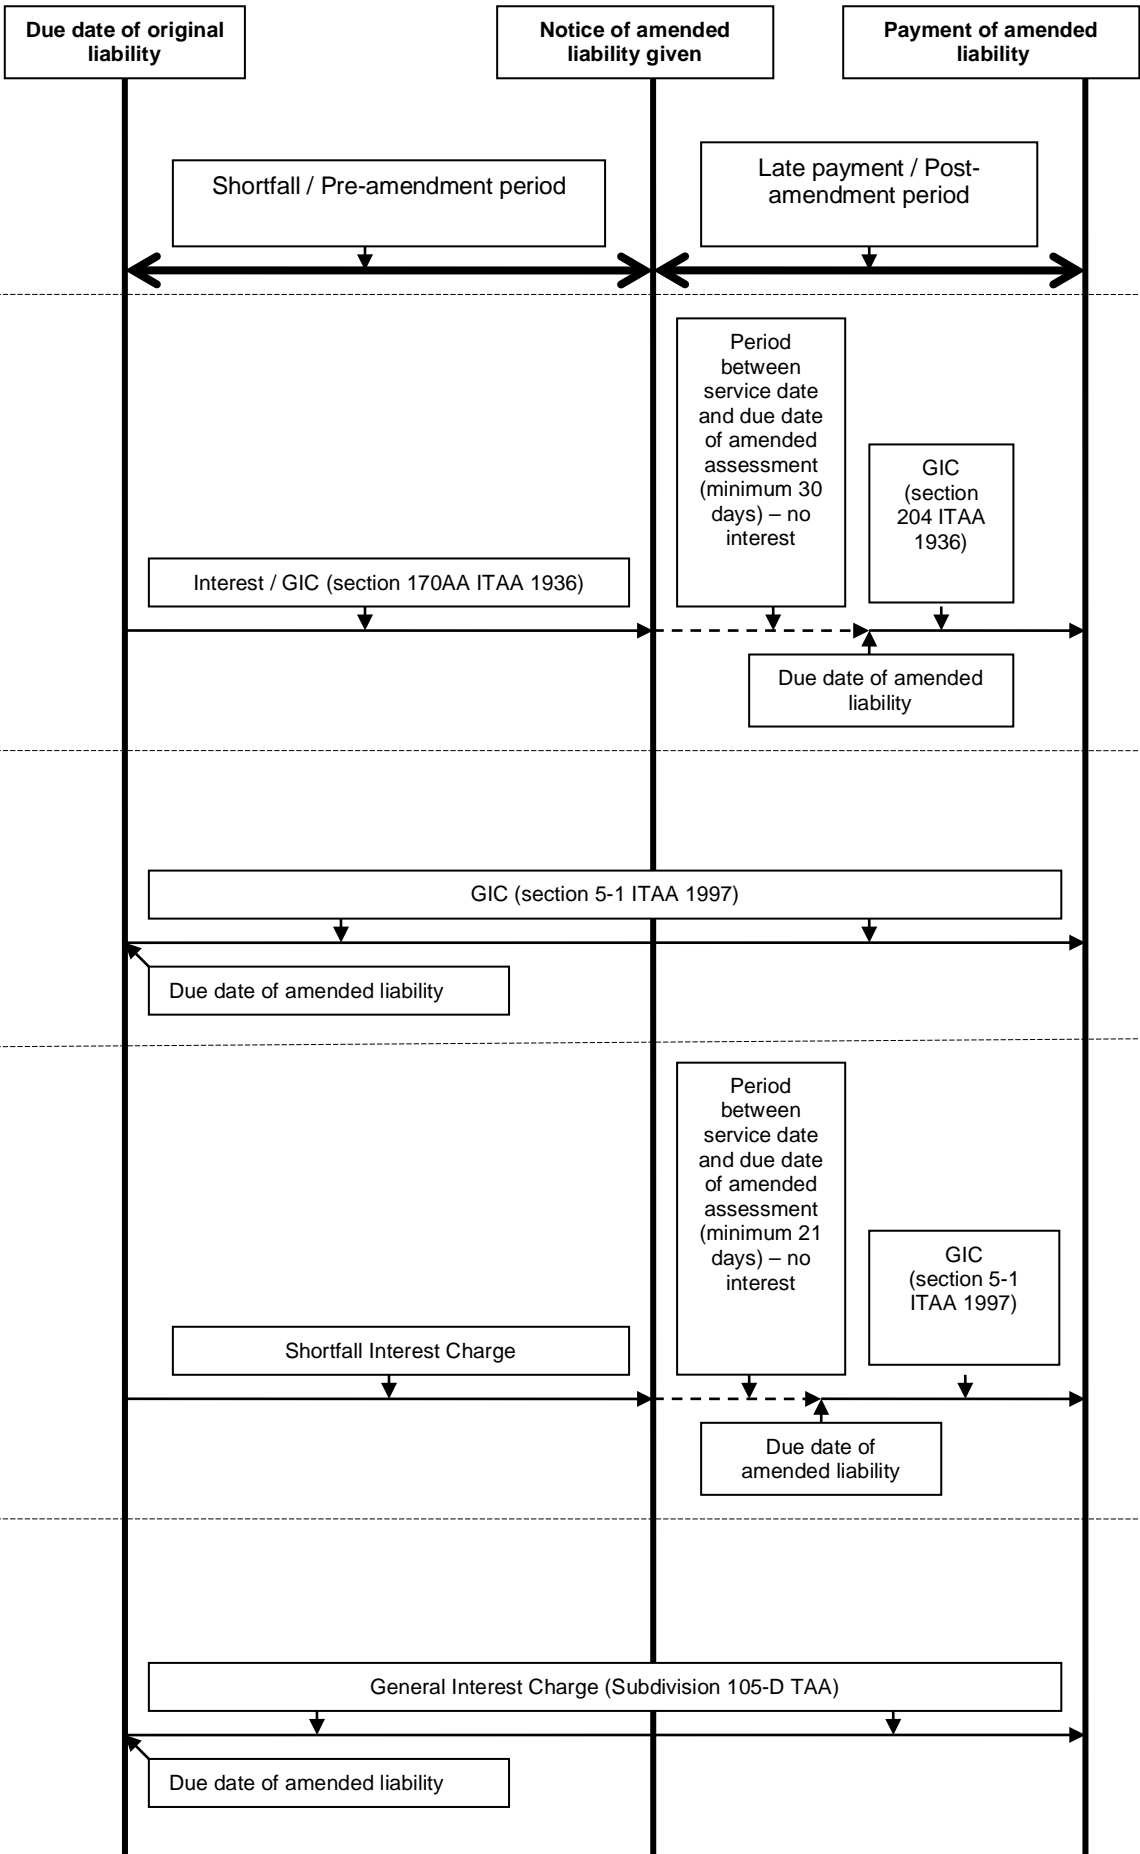 Due date of original
liability
Notice of amended
liability given
Payment of amended
liability
Shortfall / Pre-amendment period
Late payment / Post-
amendment period
Period
between
service date
and due date
of amended
assessment
(minimum 30
days) – no
interest
GIC
(section
204 ITAA
1936)
Interest / GIC (section 170AA ITAA 1936)
Due date of amended
liability
GIC (section 5-1 ITAA 1997)
Due date of amended liability
Period
between
service date
and due date
of amended
assessment
(minimum 21
days) – no
interest
GIC
(section 5-1
ITAA 1997)
Shortfall Interest Charge
Due date of
amended liability
General Interest Charge (Subdivision 105-D TAA)
Due date of amended liability